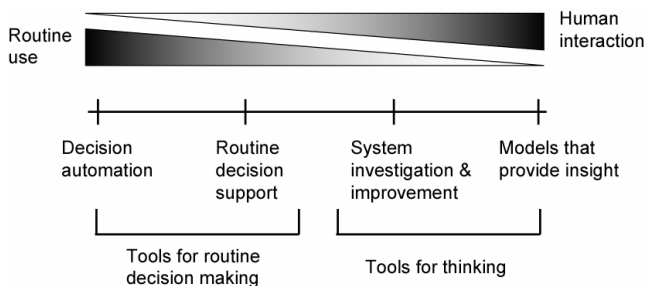 Routine
use
Human
interaction
Decision
automation
Routine
decision
support
System
investigation &
improvement
Models that
provide insight
Tools for routine
decision making
Tools for thinking